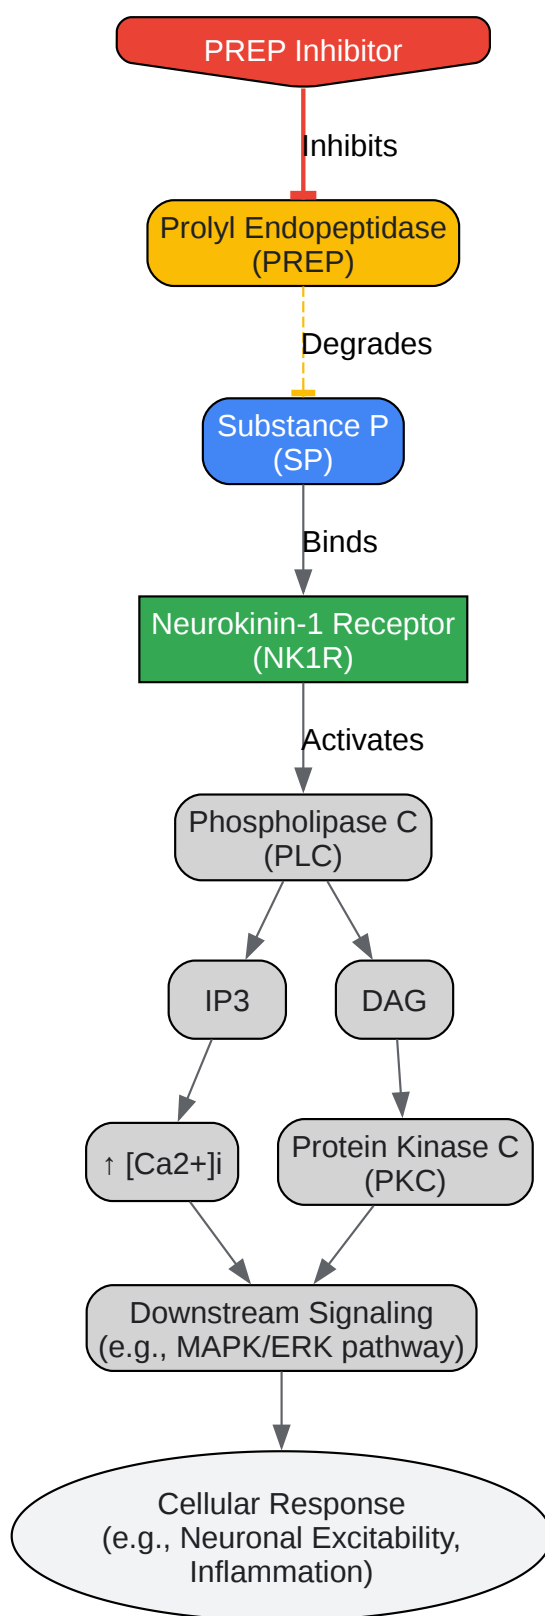 PREP Inhibitor
Inhibits
Prolyl Endopeptidase
(PREP)
Degrades
Substance P
(SP)
Binds
Neurokinin-1 Receptor
(NK1R)
Activates
Phospholipase C
(PLC)
IP3
DAG
↑ [Ca2+]i
Protein Kinase C
(PKC)
Downstream Signaling
(e.g., MAPK/ERK pathway)
Cellular Response
(e.g., Neuronal Excitability,
Inflammation)